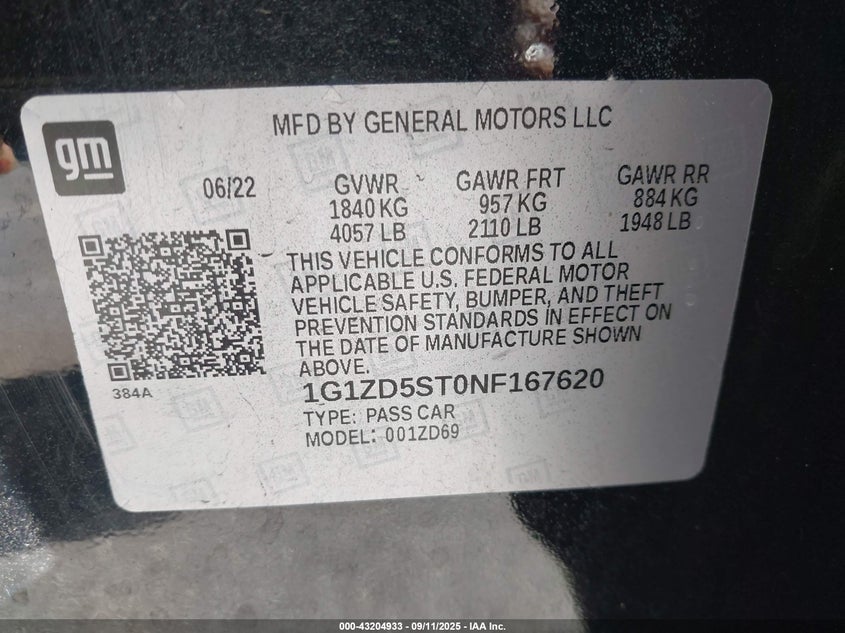 gm
MFD BY GENERAL MOTORS LLC
06/22
GVWR
1840 KG
4057 LB
GAWR FRT
957 KG
2110 LB
GAWR RR
884 KG
1948 LB
THIS VEHICLE CONFORMS TO ALL
APPLICABLE U.S. FEDERAL MOTOR
VEHICLE SAFETY, BUMPER, AND THEFT
PREVENTION STANDARDS IN EFFECT ON
THE DATE OF MANUFACTURE SHOWN
ABOVE.
384A
1G1ZD5ST0NF167620
TYPE: PASS CAR
MODEL: 001ZD69
000-43204933 - 09/11/2025 - IAA Inc.